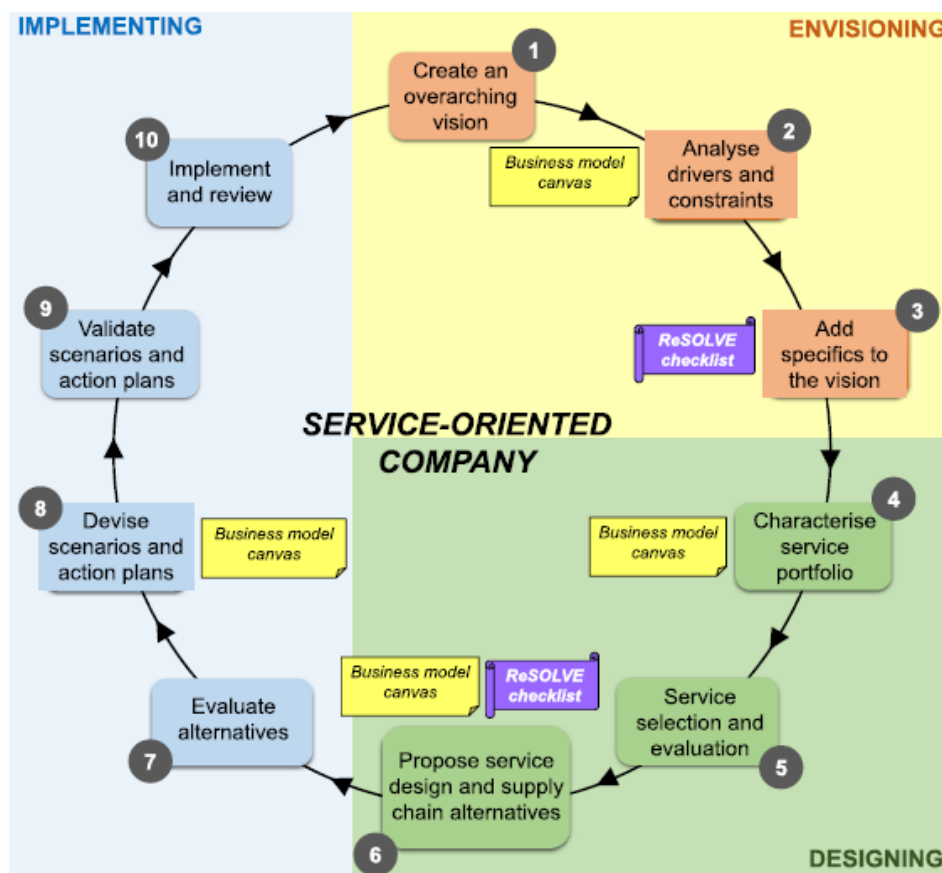 IMPLEMENTING
ENVISIONING
1
Create an
overarching
vision
2
Analyse
drivers and
constraints
Business model
canvas
3
Add
specifics to
the vision
ReSOLVE
checklist
SERVICE-ORIENTED
COMPANY
4
Characterise
service
portfolio
Business model
canvas
5
Service
selection and
evaluation
6
Propose service
design and supply
chain alternatives
Business model
canvas
ReSOLVE
checklist
7
Evaluate
alternatives
8
Devise
scenarios and
action plans
Business model
canvas
9
Validate
scenarios and
action plans
10
Implement
and review
DESIGNING